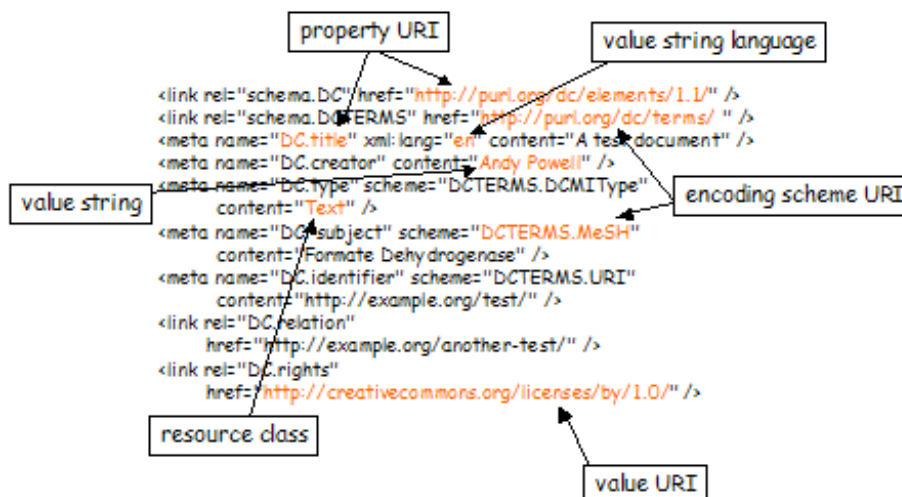 property URI
value string language
<link rel="schema.DC" href="http://purl.org/dc/elements/1.1/" />
<link rel="schema.DCTERMS" href="http://purl.org/dc/terms/ " />
<meta name="DC.title" xml:lang="en" content="A test document" />
<meta name="DC.creator" content="Andy Powell" />
<meta name="DC.type" scheme="DCTERMS.DCMIType"
value string
encoding scheme URI
content="Text" />
<meta name="DC.subject" scheme="DCTERMS.MeSH"
content="Formate Dehydrogenase" />
<meta name="DC.identifier" scheme="DCTERMS.URI"
content="http://example.org/test/" />
<link rel="DC.relation"
href="http://example.org/another-test/" />
<link rel="DC.rights"
href="http://creativecommons.org/licenses/by/1.0/" />
resource class
value URI